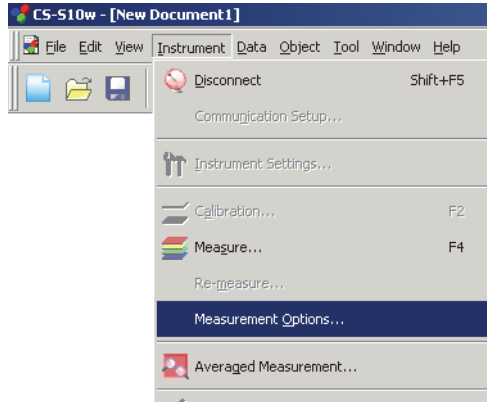 CS-S10w - [New Document1]
File Edit View Instrument Data Object Tool Window Help
Disconnect Shift+F5
Communication Setup...
Instrument Settings...
Calibration... F2
Measure... F4
Re-measure...
Measurement Options...
Averaged Measurement...